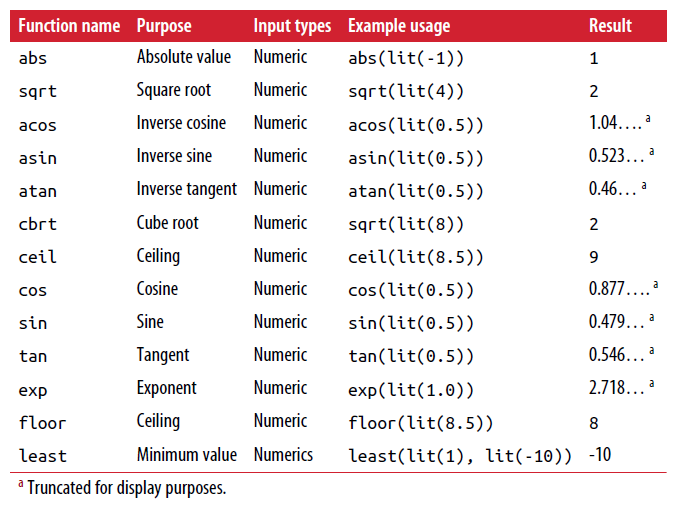 Function name Purpose Input types Example usage Result
abs Absolute value Numeric abs(lit(-1)) 1
sqrt Square root Numeric sqrt(lit(4)) 2
acos Inverse cosine Numeric acos(lit(0.5)) 1.04…. a
asin Inverse sine Numeric asin(lit(0.5)) 0.523… a
atan Inverse tangent Numeric atan(lit(0.5)) 0.46… a
cbrt Cube root Numeric sqrt(lit(8)) 2
ceil Ceiling Numeric ceil(lit(8.5)) 9
cos Cosine Numeric cos(lit(0.5)) 0.877…. a
sin Sine Numeric sin(lit(0.5)) 0.479… a
tan Tangent Numeric tan(lit(0.5)) 0.546… a
exp Exponent Numeric exp(lit(1.0)) 2.718… a
floor Ceiling Numeric floor(lit(8.5)) 8
least Minimum value Numerics least(lit(1), lit(-10)) -10
a Truncated for display purposes.